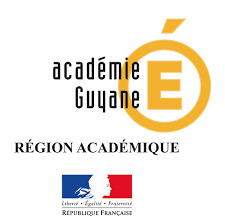 académie
Guyane
É
RÉGION ACADÉMIQUE
Liberté • Égalité • Fraternité
RÉPUBLIQUE FRANÇAISE